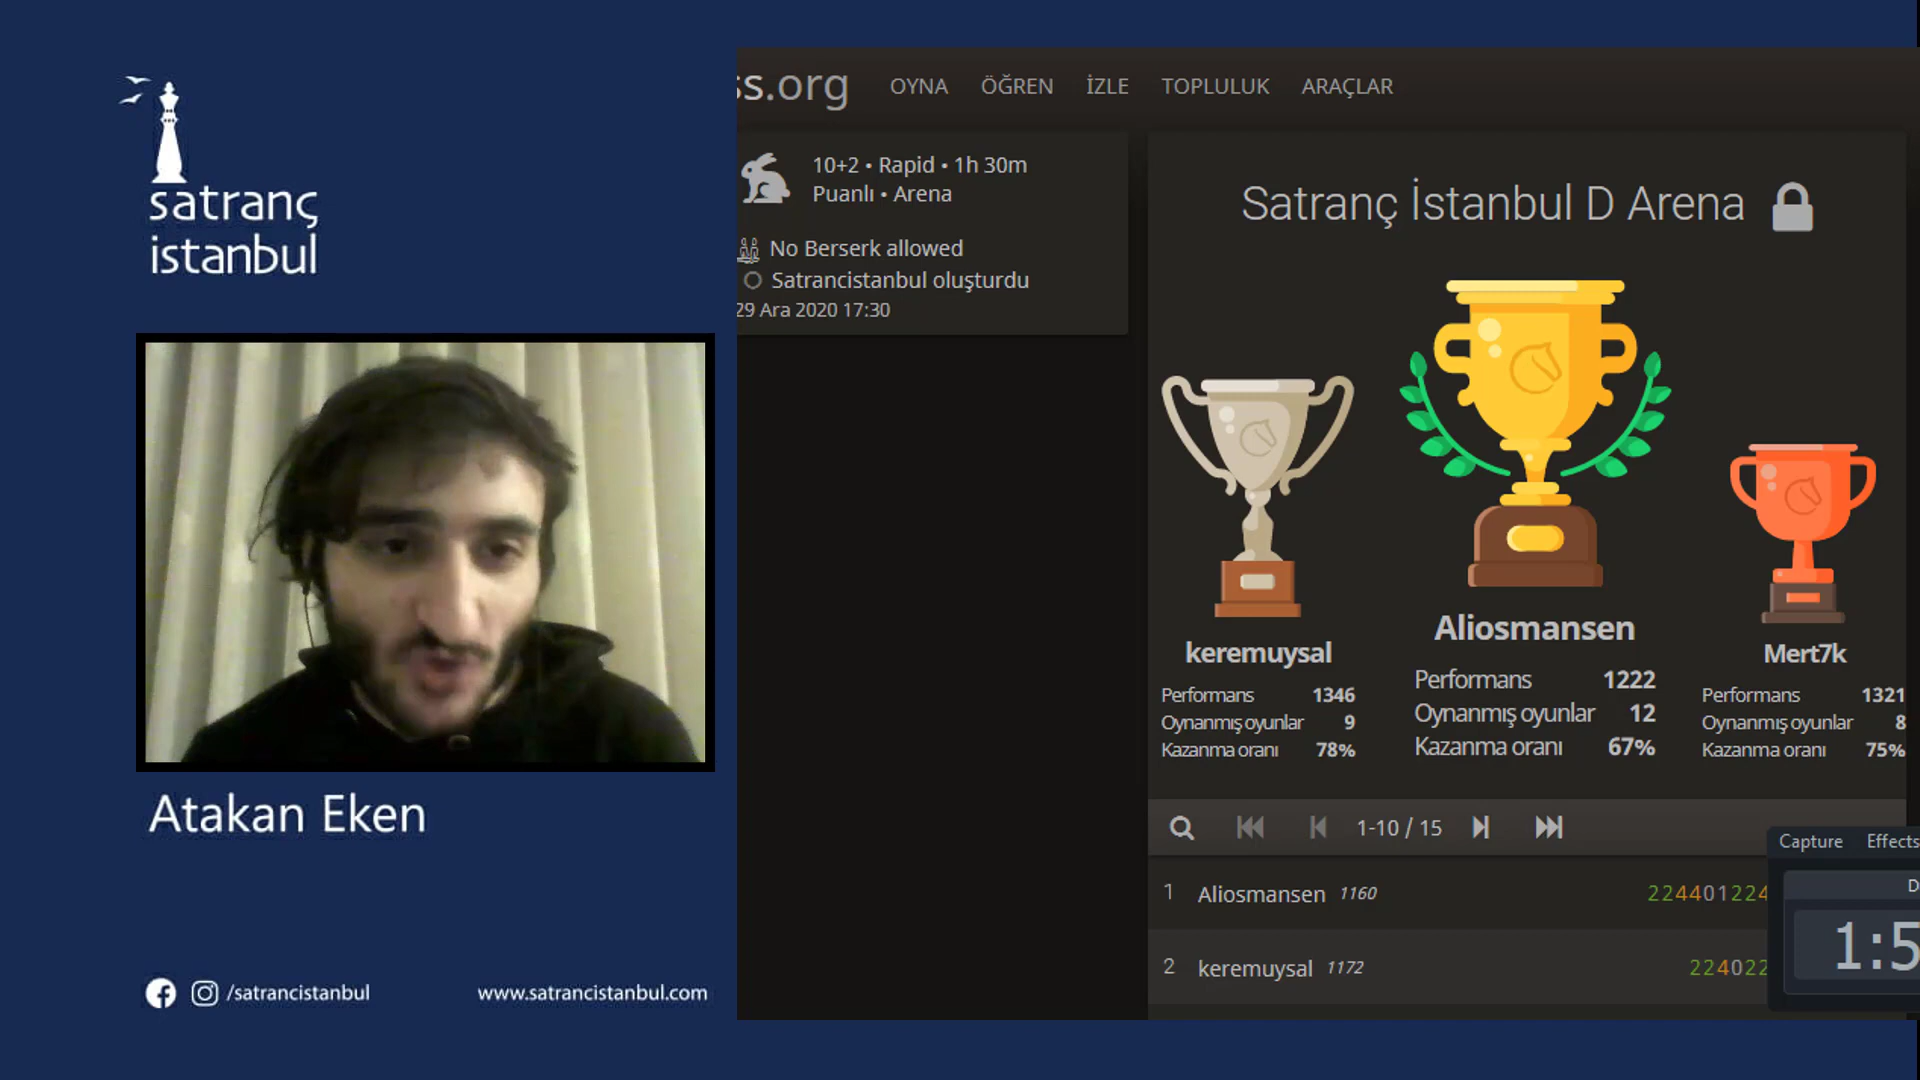 satranç
istanbul
Atakan Eken
/satrancistanbul
www.satrancistanbul.com
ss.org
OYNA
ÖĞREN
İZLE
TOPLULUK
ARAÇLAR
10+2 • Rapid • 1h 30m
Puanlı • Arena
No Berserk allowed
Satrancistanbul oluşturdu
29 Ara 2020 17:30
Satranç İstanbul D Arena
keremuysal
Performans 1346
Oynanmış oyunlar 9
Kazanma oranı 78%
Aliosmansen
Performans 1222
Oynanmış oyunlar 12
Kazanma oranı 67%
Mert7k
Performans 1321
Oynanmış oyunlar 8
Kazanma oranı 75%
1-10 / 15
1 Aliosmansen 1160 224401224
2 keremuysal 1172 224022
Capture Effects
D
1:5